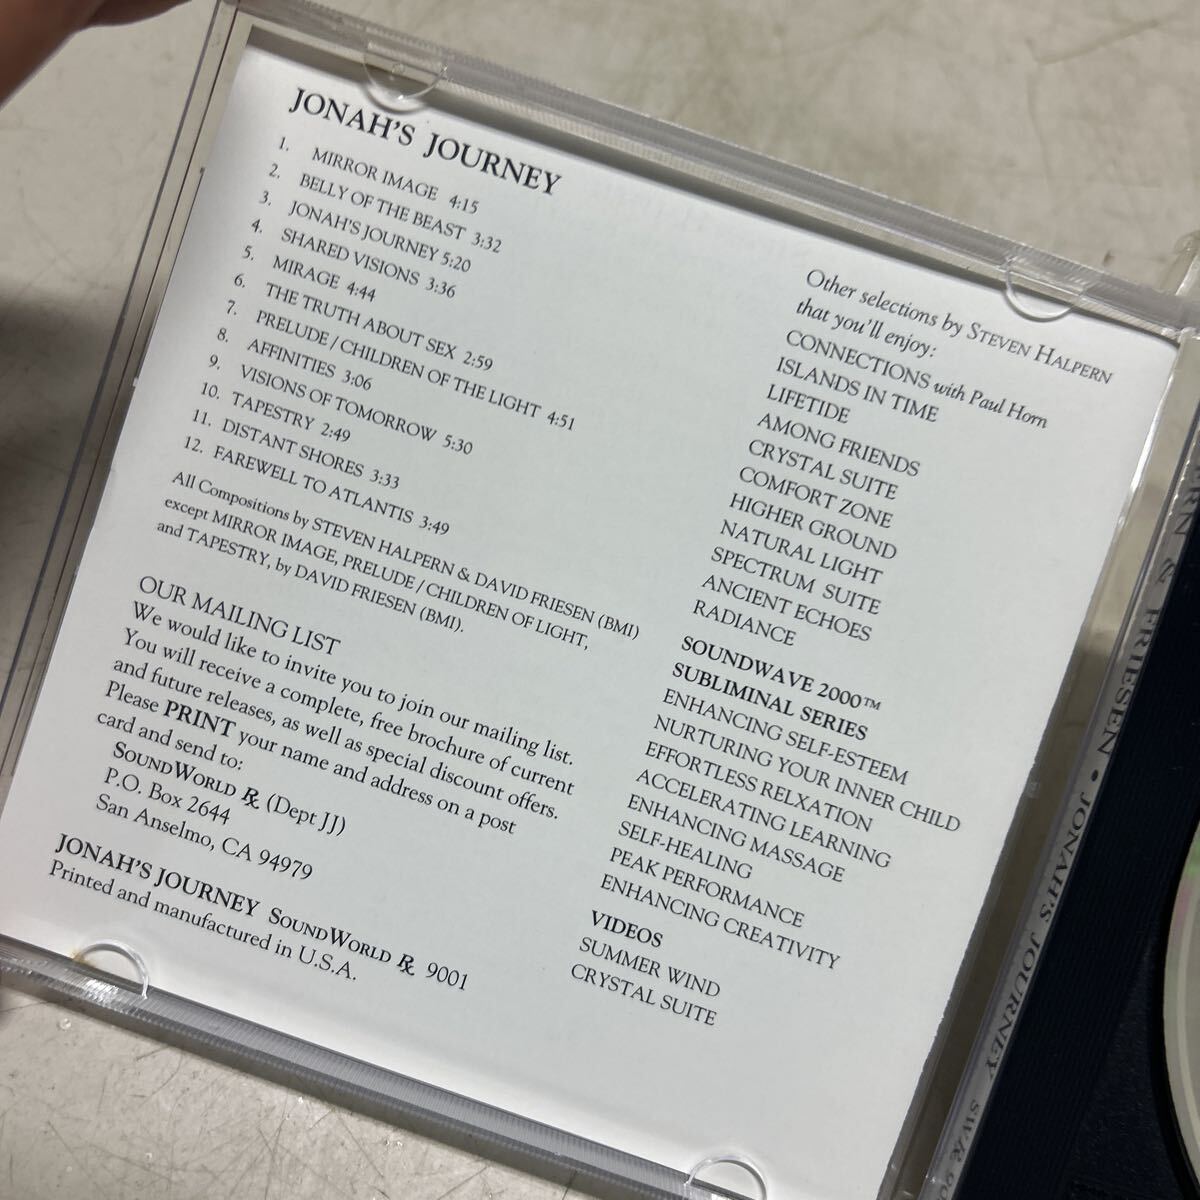 JONAH'S JOURNEY
1. MIRROR IMAGE 4:15
2. BELLY OF THE BEAST 3:32
3. JONAH'S JOURNEY 5:20
4. SHARED VISIONS 3:36
5. MIRAGE 4:44
6. THE TRUTH ABOUT SEX 2:59
7. PRELUDE / CHILDREN OF THE LIGHT 4:51
8. AFFINITIES 3:06
9. VISIONS OF TOMORROW 5:30
10. TAPESTRY 2:49
11. DISTANT SHORES 3:33
12. FAREWELL TO ATLANTIS 3:49
All Compositions by STEVEN HALPERN & DAVID FRIESEN (BMI)
except MIRROR IMAGE, PRELUDE / CHILDREN OF LIGHT,
and TAPESTRY, by DAVID FRIESEN (BMI).
OUR MAILING LIST
We would like to invite you to join our mailing list.
You will receive a complete, free brochure of current
and future releases, as well as special discount offers.
Please PRINT your name and address on a post
card and send to:
SOUNDWORLD ℞ (Dept JJ)
P.O. Box 2644
San Anselmo, CA 94979
JONAH'S JOURNEY SOUNDWORLD ℞ 9001
Printed and manufactured in U.S.A.
Other selections by STEVEN HALPERN
that you'll enjoy:
CONNECTIONS with Paul Horn
ISLANDS IN TIME
LIFETIDE
AMONG FRIENDS
CRYSTAL SUITE
COMFORT ZONE
HIGHER GROUND
NATURAL LIGHT
SPECTRUM SUITE
ANCIENT ECHOES
RADIANCE
SOUNDWAVE 2000™
SUBLIMINAL SERIES
ENHANCING SELF-ESTEEM
NURTURING YOUR INNER CHILD
EFFORTLESS RELXATION
ACCELERATING LEARNING
ENHANCING MASSAGE
SELF-HEALING
PEAK PERFORMANCE
ENHANCING CREATIVITY
VIDEOS
SUMMER WIND
CRYSTAL SUITE
& FRIESEN • JONAH'S JOURNEY